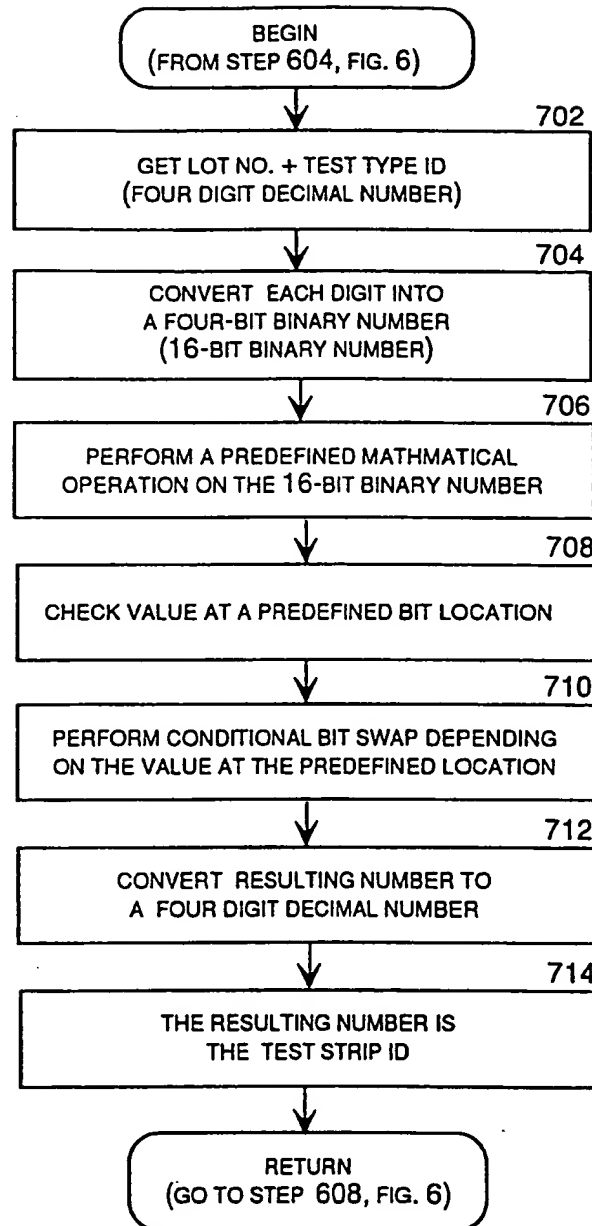 BEGIN
(FROM STEP 604, FIG. 6)
702
GET LOT NO. + TEST TYPE ID
(FOUR DIGIT DECIMAL NUMBER)
704
CONVERT EACH DIGIT INTO
A FOUR-BIT BINARY NUMBER
(16-BIT BINARY NUMBER)
706
PERFORM A PREDEFINED MATHMATICAL
OPERATION ON THE 16-BIT BINARY NUMBER
708
CHECK VALUE AT A PREDEFINED BIT LOCATION
710
PERFORM CONDITIONAL BIT SWAP DEPENDING
ON THE VALUE AT THE PREDEFINED LOCATION
712
CONVERT RESULTING NUMBER TO
A FOUR DIGIT DECIMAL NUMBER
714
THE RESULTING NUMBER IS
THE TEST STRIP ID
RETURN
(GO TO STEP 608, FIG. 6)